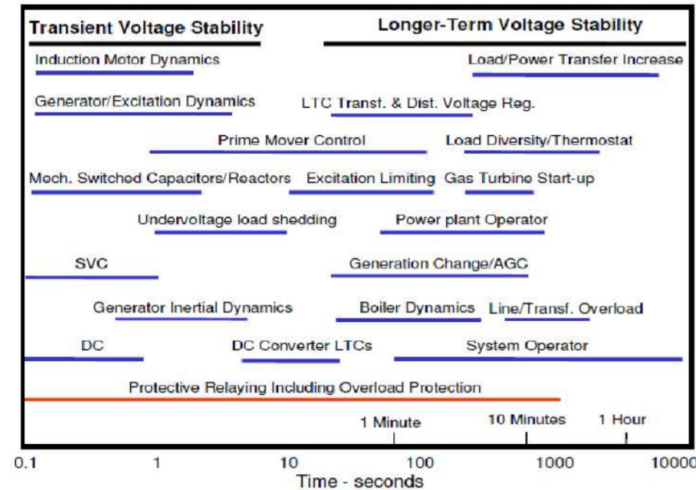 Transient Voltage Stability Longer-Term Voltage Stability
Induction Motor Dynamics Load/Power Transfer Increase
Generator/Excitation Dynamics LTC Transf. & Dist. Voltage Reg.
Prime Mover Control Load Diversity/Thermostat
Mech. Switched Capacitors/Reactors Excitation Limiting Gas Turbine Start-up
Undervoltage load shedding Power plant Operator
SVC Generation Change/AGC
Generator Inertial Dynamics Boiler Dynamics Line/Transf. Overload
DC DC Converter LTCs System Operator
Protective Relaying Including Overload Protection
1 Minute 10 Minutes 1 Hour
0.1 1 10 100 1000 10000
Time - seconds